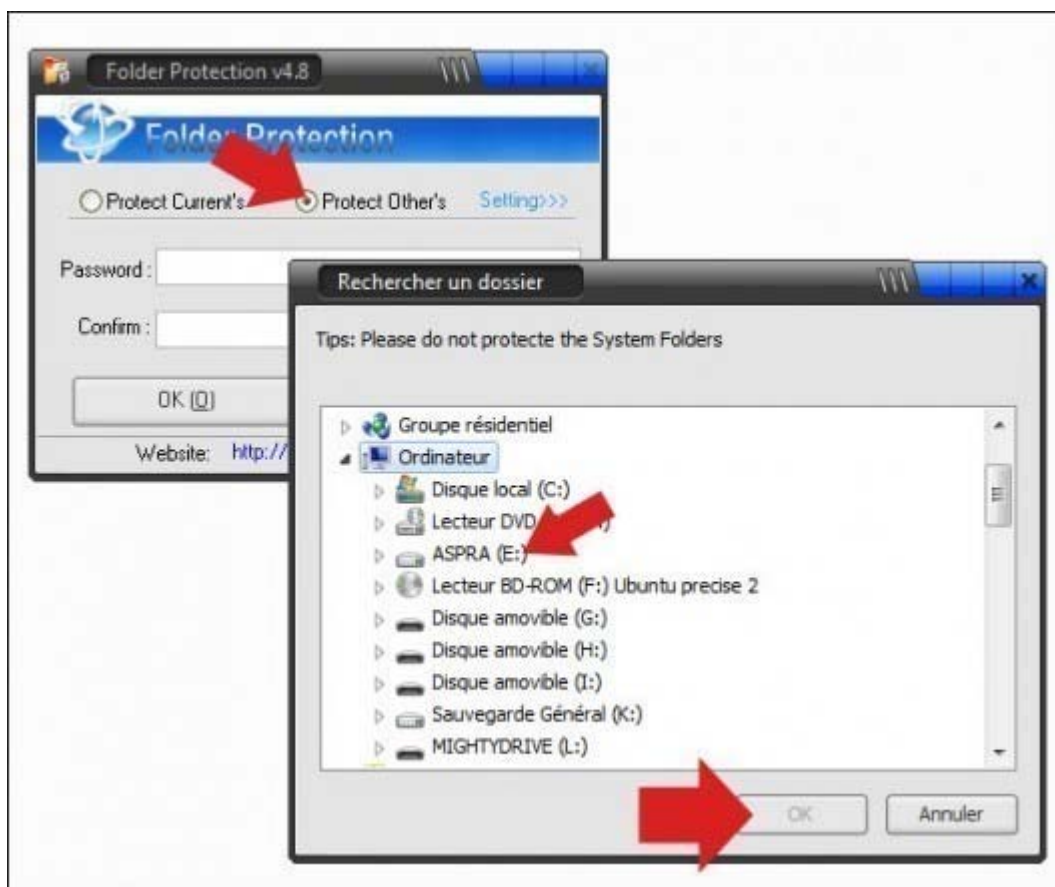 Folder Protection v4.8
Folder Protection
Protect Current's Protect Other's Setting>>>
Password :
Confirm :
OK (O)
Website: http://
Rechercher un dossier
Tips: Please do not protecte the System Folders
Groupe résidentiel
Ordinateur
Disque local (C:)
Lecteur DVD
ASPRA (E:)
Lecteur BD-ROM (F:) Ubuntu precise 2
Disque amovible (G:)
Disque amovible (H:)
Disque amovible (I:)
Sauvegarde Général (K:)
MIGHTYDRIVE (L:)
OK Annuler